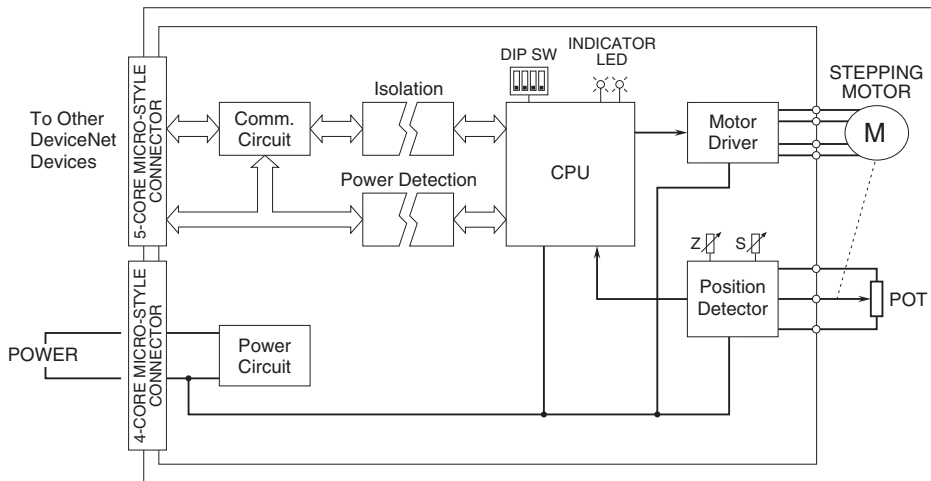 DIP SW
INDICATOR
LED
STEPPING
MOTOR
To Other
DeviceNet
Devices
5-CORE MICRO-STYLE
CONNECTOR
Comm.
Circuit
Isolation
Power Detection
CPU
Motor
Driver
M
Z
S
Position
Detector
POT
POWER
4-CORE MICRO-STYLE
CONNECTOR
Power
Circuit